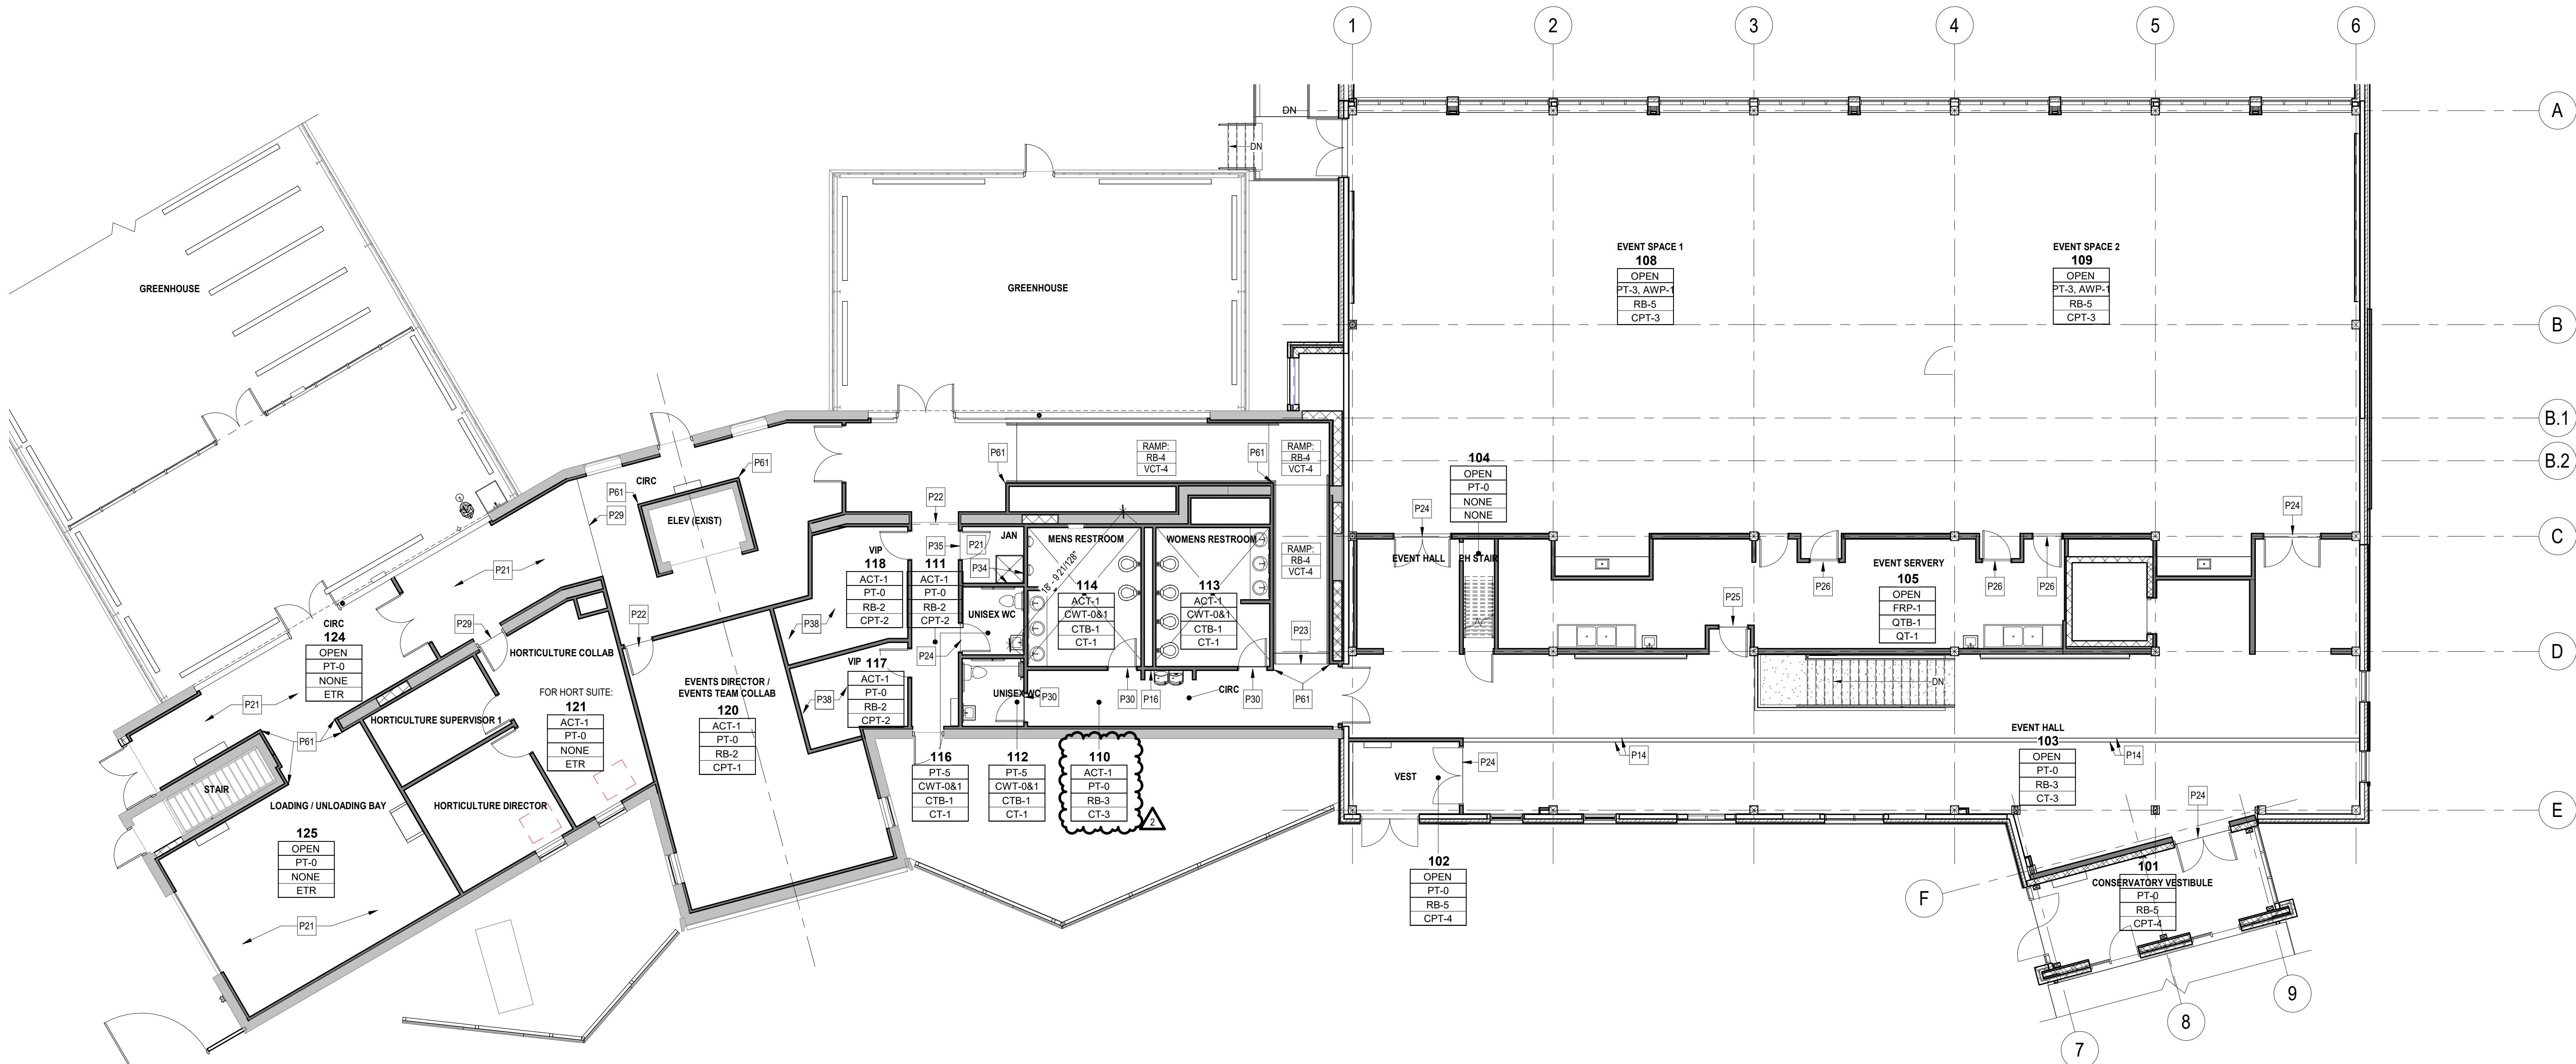 1
2
3
4
5
6
A
B
B.1
B.2
C
D
E
F
7
8
9
DN
DN
GREENHOUSE
GREENHOUSE
EVENT SPACE 1
108
OPEN
PT-3, AWP-1
RB-5
CPT-3
EVENT SPACE 2
109
OPEN
PT-3, AWP-1
RB-5
CPT-3
RAMP:
RB-4
VCT-4
RAMP:
RB-4
VCT-4
RAMP:
RB-4
VCT-4
P61
P61
P61
P61
CIRC
P29
ELEV (EXIST)
P22
P35
P21
JAN
P34
18' - 9 21/128"
MENS RESTROOM
114
ACT-1
CWT-0&1
CTB-1
CT-1
WOMENS RESTROOM
113
ACT-1
CWT-0&1
CTB-1
CT-1
VIP
118
ACT-1
PT-0
RB-2
CPT-2
111
ACT-1
PT-0
RB-2
CPT-2
UNISEX WC
P38
P24
VIP
117
ACT-1
PT-0
RB-2
CPT-2
P38
UNISEX WC
P30
P30
P16
P30
CIRC
P61
P23
104
OPEN
PT-0
NONE
NONE
P24
EVENT HALL
PH STAIR
P24
EVENT SERVERY
105
OPEN
FRP-1
QTB-1
QT-1
P26
P26
P26
P25
DN
EVENT HALL
103
OPEN
PT-0
RB-3
CT-3
P14
P14
P24
VEST
P24
102
OPEN
PT-0
RB-5
CPT-4
101
CONSERVATORY VESTIBULE
PT-0
RB-5
CPT-4
P21
P22
P29
CIRC
124
OPEN
PT-0
NONE
ETR
P21
HORTICULTURE COLLAB
FOR HORT SUITE:
121
ACT-1
PT-0
NONE
ETR
HORTICULTURE SUPERVISOR 1
P61
STAIR
LOADING / UNLOADING BAY
125
OPEN
PT-0
NONE
ETR
P21
HORTICULTURE DIRECTOR
EVENTS DIRECTOR /
EVENTS TEAM COLLAB
120
ACT-1
PT-0
RB-2
CPT-1
116
PT-5
CWT-0&1
CTB-1
CT-1
112
PT-5
CWT-0&1
CTB-1
CT-1
110
ACT-1
PT-0
RB-3
CT-3
2